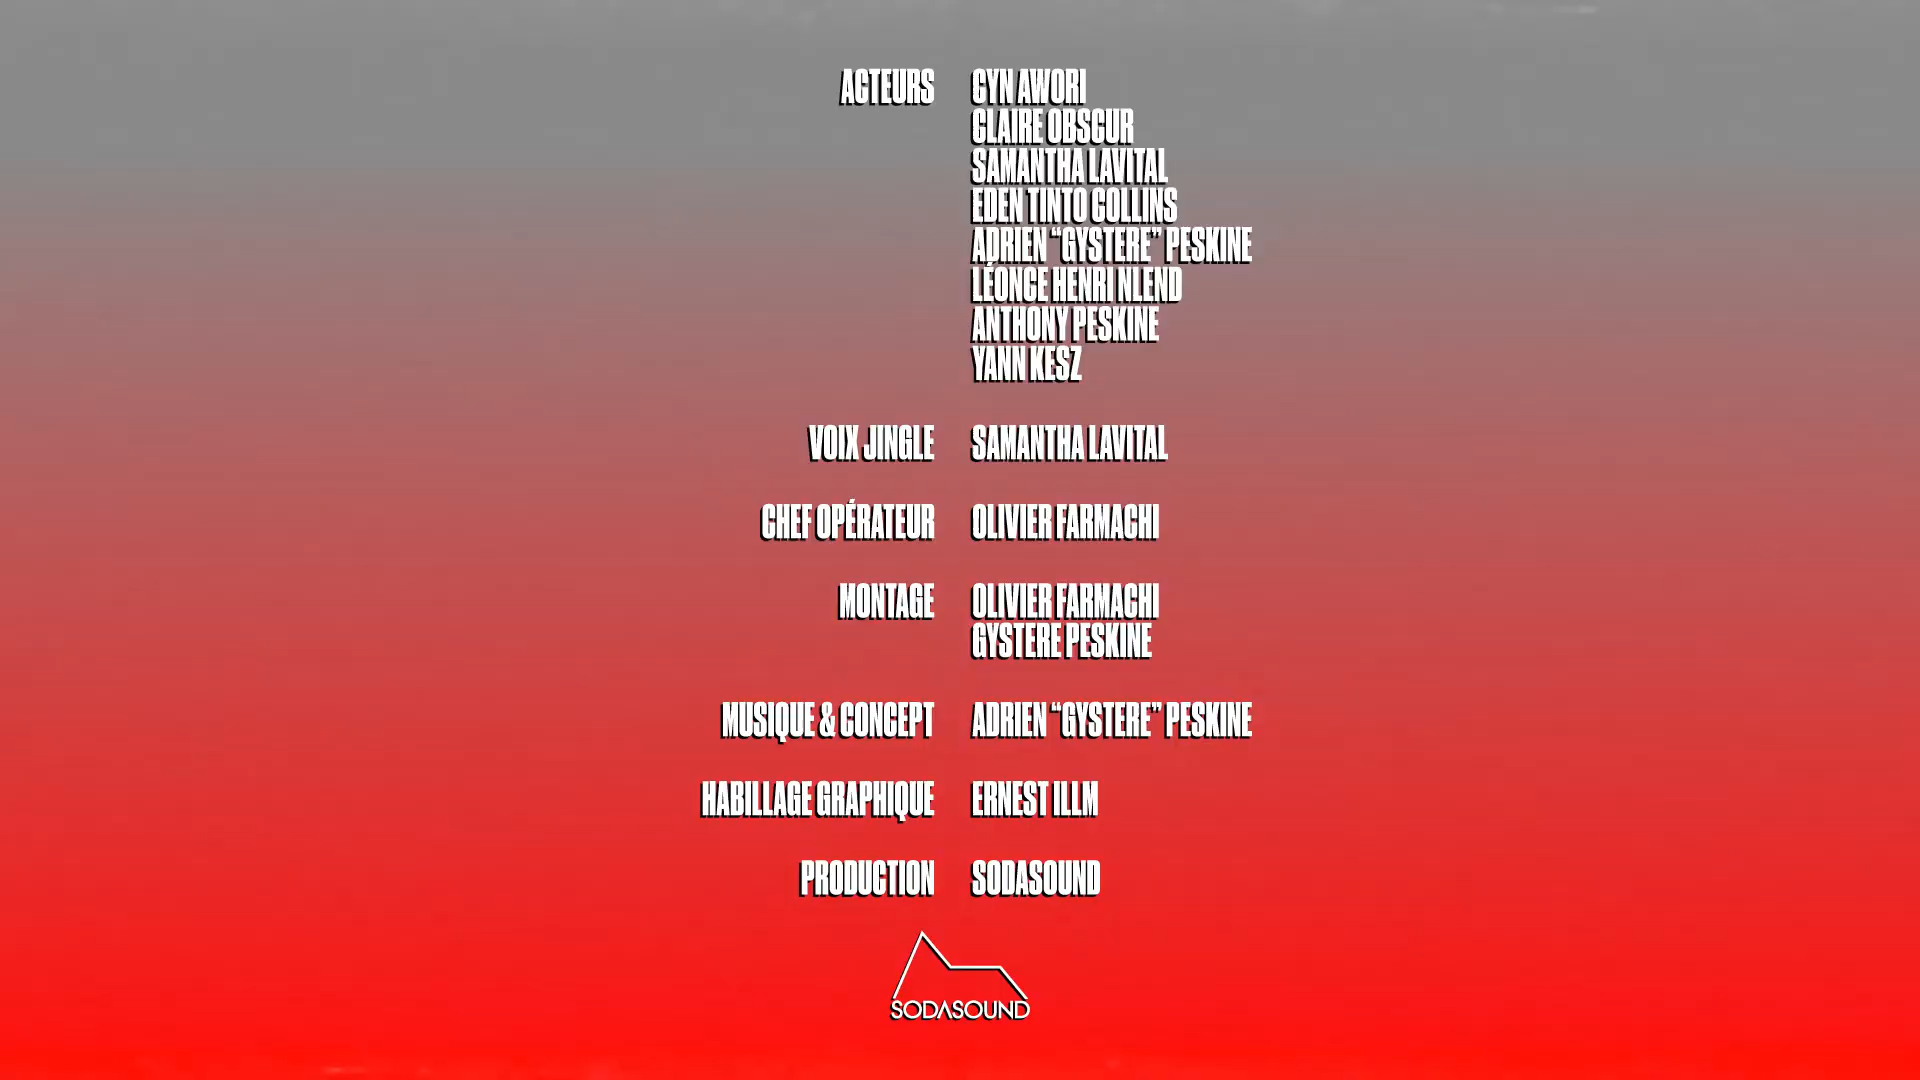 ACTEURS CYN AWORI
CLAIRE OBSCUR
SAMANTHA LAVITAL
EDEN TINTO COLLINS
ADRIEN “GYSTERE” PESKINE
LÉONCE HENRI NLEND
ANTHONY PESKINE
YANN KESZ
VOIX JINGLE SAMANTHA LAVITAL
CHEF OPÉRATEUR OLIVIER FARMACHI
MONTAGE OLIVIER FARMACHI
GYSTERE PESKINE
MUSIQUE & CONCEPT ADRIEN “GYSTERE” PESKINE
HABILLAGE GRAPHIQUE ERNEST ILLM
PRODUCTION SODASOUND
SODASOUND